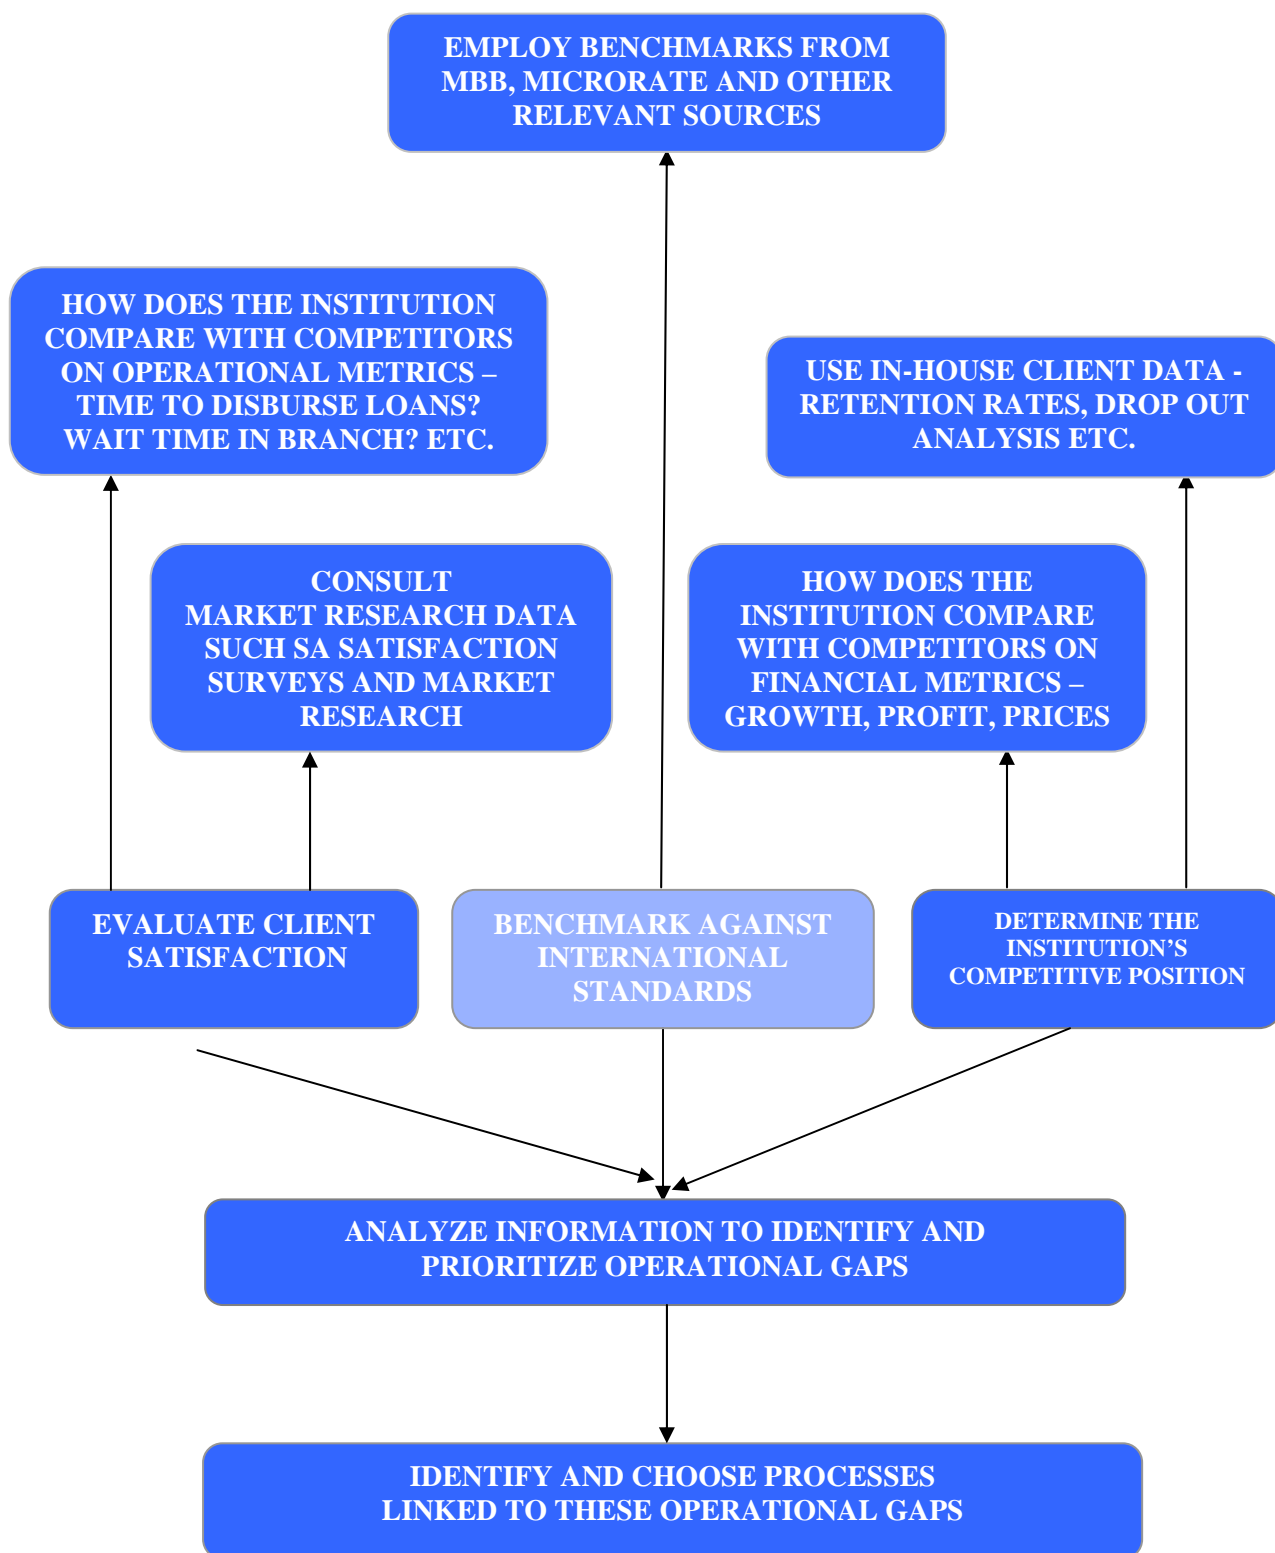 EMPLOY BENCHMARKS FROM
MBB, MICRORATE AND OTHER
RELEVANT SOURCES
HOW DOES THE INSTITUTION
COMPARE WITH COMPETITORS
ON OPERATIONAL METRICS –
TIME TO DISBURSE LOANS?
WAIT TIME IN BRANCH? ETC.
USE IN-HOUSE CLIENT DATA -
RETENTION RATES, DROP OUT
ANALYSIS ETC.
CONSULT
MARKET RESEARCH DATA
SUCH SA SATISFACTION
SURVEYS AND MARKET
RESEARCH
HOW DOES THE
INSTITUTION COMPARE
WITH COMPETITORS ON
FINANCIAL METRICS –
GROWTH, PROFIT, PRICES
EVALUATE CLIENT
SATISFACTION
BENCHMARK AGAINST
INTERNATIONAL
STANDARDS
DETERMINE THE
INSTITUTION’S
COMPETITIVE POSITION
ANALYZE INFORMATION TO IDENTIFY AND
PRIORITIZE OPERATIONAL GAPS
IDENTIFY AND CHOOSE PROCESSES
LINKED TO THESE OPERATIONAL GAPS